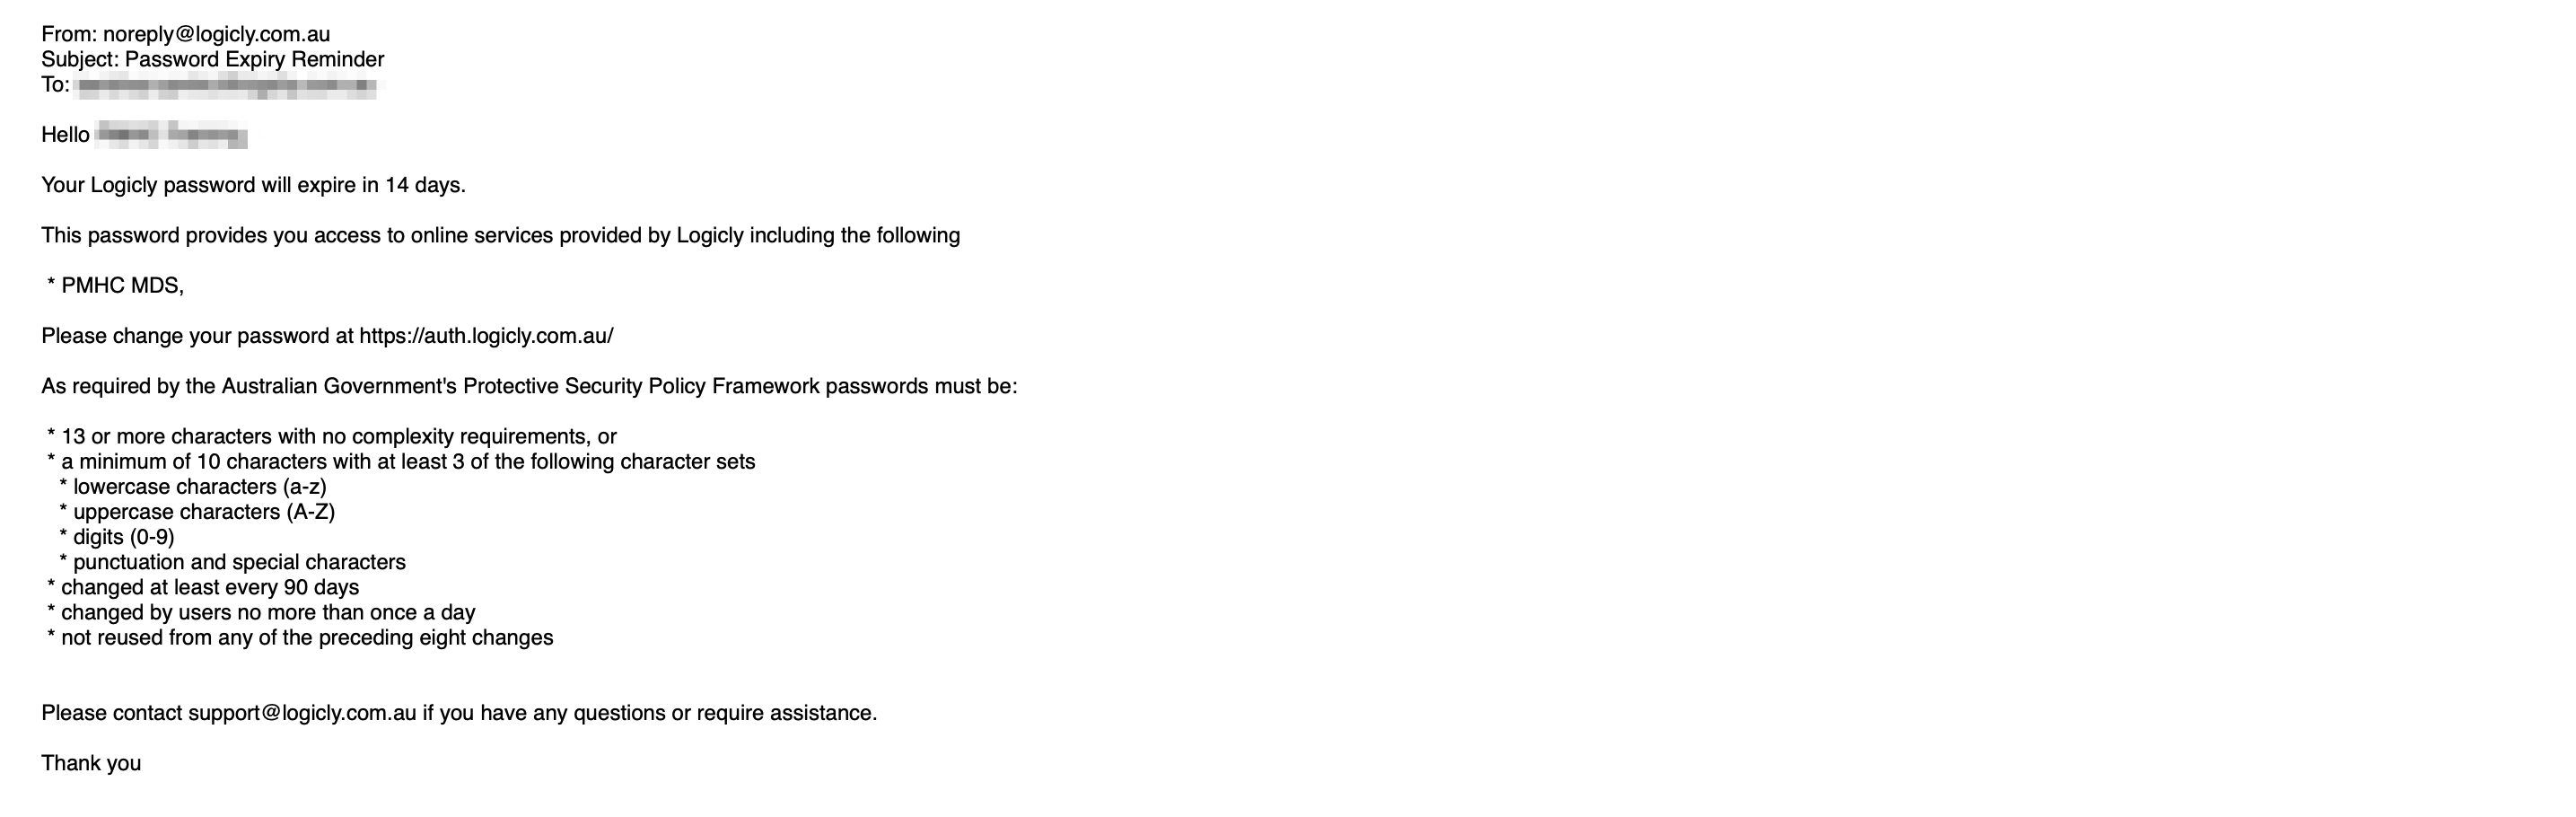 From: noreply@logicly.com.au
Subject: Password Expiry Reminder
To:
Hello
Your Logicly password will expire in 14 days.
This password provides you access to online services provided by Logicly including the following
* PMHC MDS,
Please change your password at https://auth.logicly.com.au/
As required by the Australian Government's Protective Security Policy Framework passwords must be:
* 13 or more characters with no complexity requirements, or
* a minimum of 10 characters with at least 3 of the following character sets
* lowercase characters (a-z)
* uppercase characters (A-Z)
* digits (0-9)
* punctuation and special characters
* changed at least every 90 days
* changed by users no more than once a day
* not reused from any of the preceding eight changes
Please contact support@logicly.com.au if you have any questions or require assistance.
Thank you